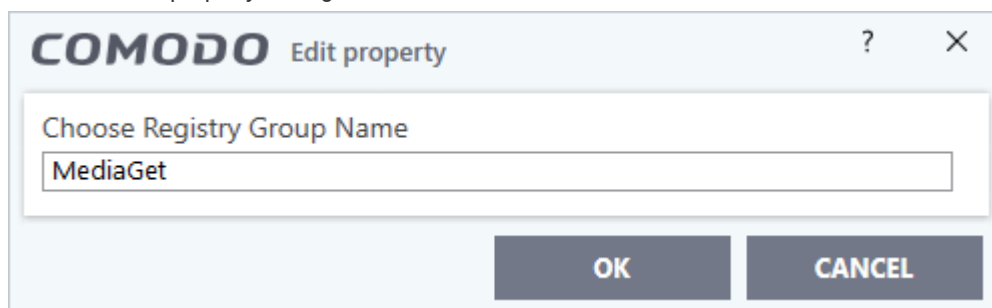 COMODO Edit property ? ×
Choose Registry Group Name
MediaGet
OK CANCEL